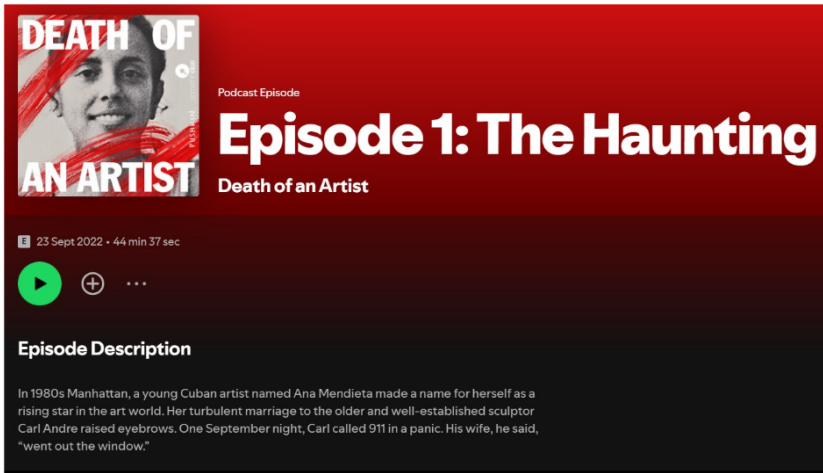 DEATH OF
AN ARTIST
PUSHKIN
Podcast Episode
Episode 1: The Haunting
Death of an Artist
E 23 Sept 2022 • 44 min 37 sec
Episode Description
In 1980s Manhattan, a young Cuban artist named Ana Mendieta made a name for herself as a
rising star in the art world. Her turbulent marriage to the older and well-established sculptor
Carl Andre raised eyebrows. One September night, Carl called 911 in a panic. His wife, he said,
“went out the window.”